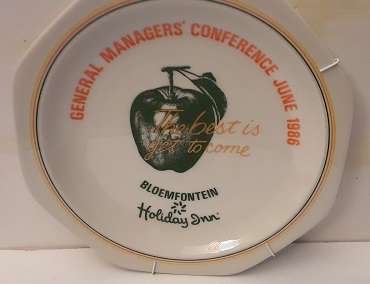 GENERAL MANAGERS' CONFERENCE JUNE 1986
The best is
yet to come
BLOEMFONTEIN
Holiday Inn